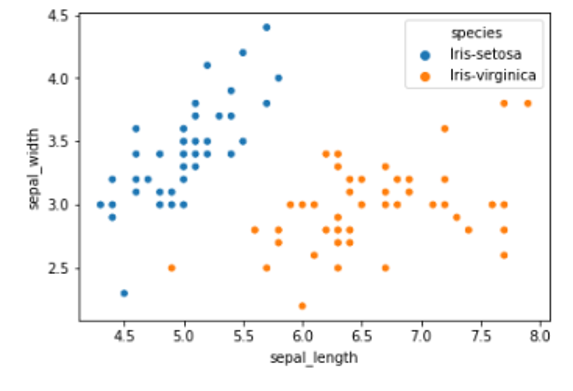 4.5
4.0
3.5
3.0
2.5
sepal_width
species
Iris-setosa
Iris-virginica
4.5 5.0 5.5 6.0 6.5 7.0 7.5 8.0
sepal_length